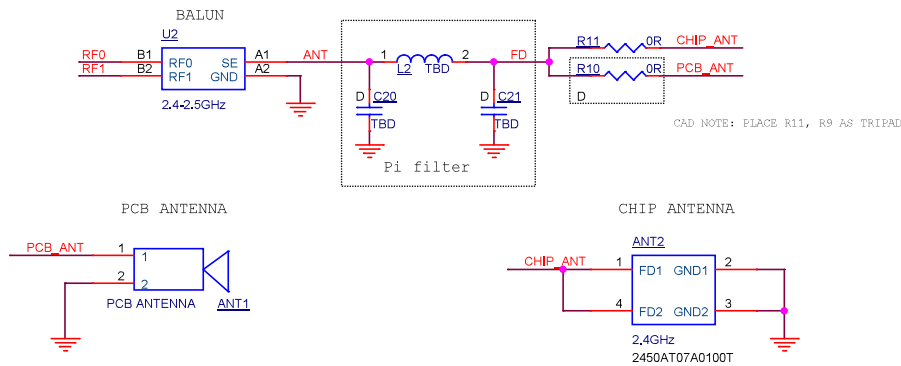 BALUN
U2
RF0 B1 RF0 SE A1 ANT
RF1 B2 RF1 GND A2
2.4-2.5GHz
1 L2 TBD 2 FD
D C20 TBD
D C21 TBD
Pi filter
R11 0R CHIP_ANT
R10 0R PCB_ANT
D
CAD NOTE: PLACE R11, R9 AS TRIPAD
PCB ANTENNA
PCB_ANT 1 1
2 2
PCB ANTENNA ANT1
CHIP ANTENNA
ANT2
CHIP_ANT 1 FD1 GND1 2
4 FD2 GND2 3
2.4GHz
2450AT07A0100T